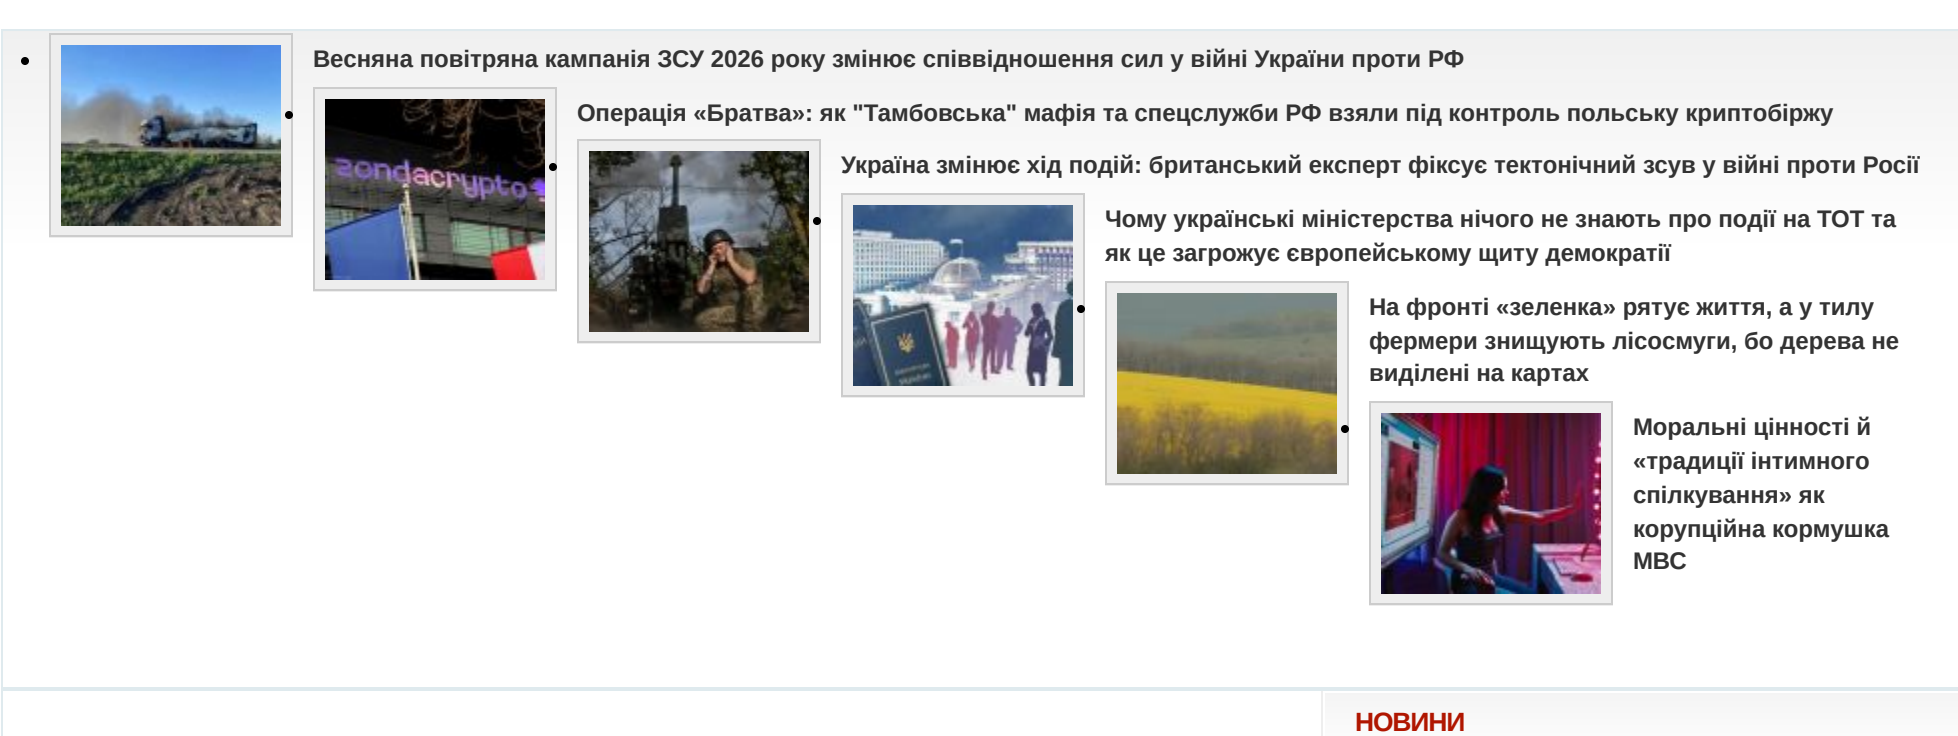 Весняна повітряна кампанія ЗСУ 2026 року змінює співвідношення сил у війні України проти РФ
Операція «Братва»: як "Тамбовська" мафія та спецслужби РФ взяли під контроль польську криптобіржу
zondacrypto
Україна змінює хід подій: британський експерт фіксує тектонічний зсув у війні проти Росії
Чому українські міністерства нічого не знають про події на ТОТ та
як це загрожує європейському щиту демократії
На фронті «зеленка» рятує життя, а у тилу
фермери знищують лісосмуги, бо дерева не
виділені на картах
Моральні цінності й
«традиції інтимного
спілкування» як
корупційна кормушка
МВС
НОВИНИ